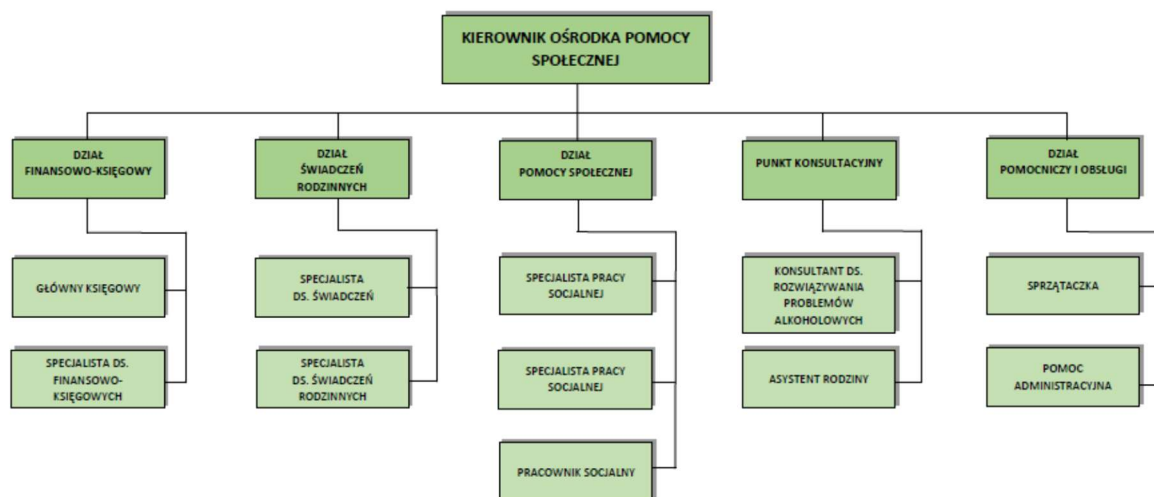 KIEROWNIK OŚRODKA POMOCY
SPOŁECZNEJ
DZIAŁ
FINANSOWO-KSIĘGOWY
DZIAŁ
ŚWIADCZEŃ
RODZINNYCH
DZIAŁ
POMOCY SPOŁECZNEJ
PUNKT KONSULTACYJNY
DZIAŁ
POMOCNICZY I OBSŁUGI
GŁÓWNY KSIĘGOWY
SPECJALISTA
DS. ŚWIADCZEŃ
SPECJALISTA PRACY
SOCJALNEJ
KONSULTANT DS.
ROZWIĄZYWANIA
PROBLEMÓW
ALKOHOLOWYCH
SPRZĄTACZKA
SPECJALISTA DS.
FINANSOWO-
KSIĘGOWYCH
SPECJALISTA
DS. ŚWIADCZEŃ
RODZINNYCH
SPECJALISTA PRACY
SOCJALNEJ
ASYSTENT RODZINY
POMOC
ADMINISTRACYJNA
PRACOWNIK SOCJALNY